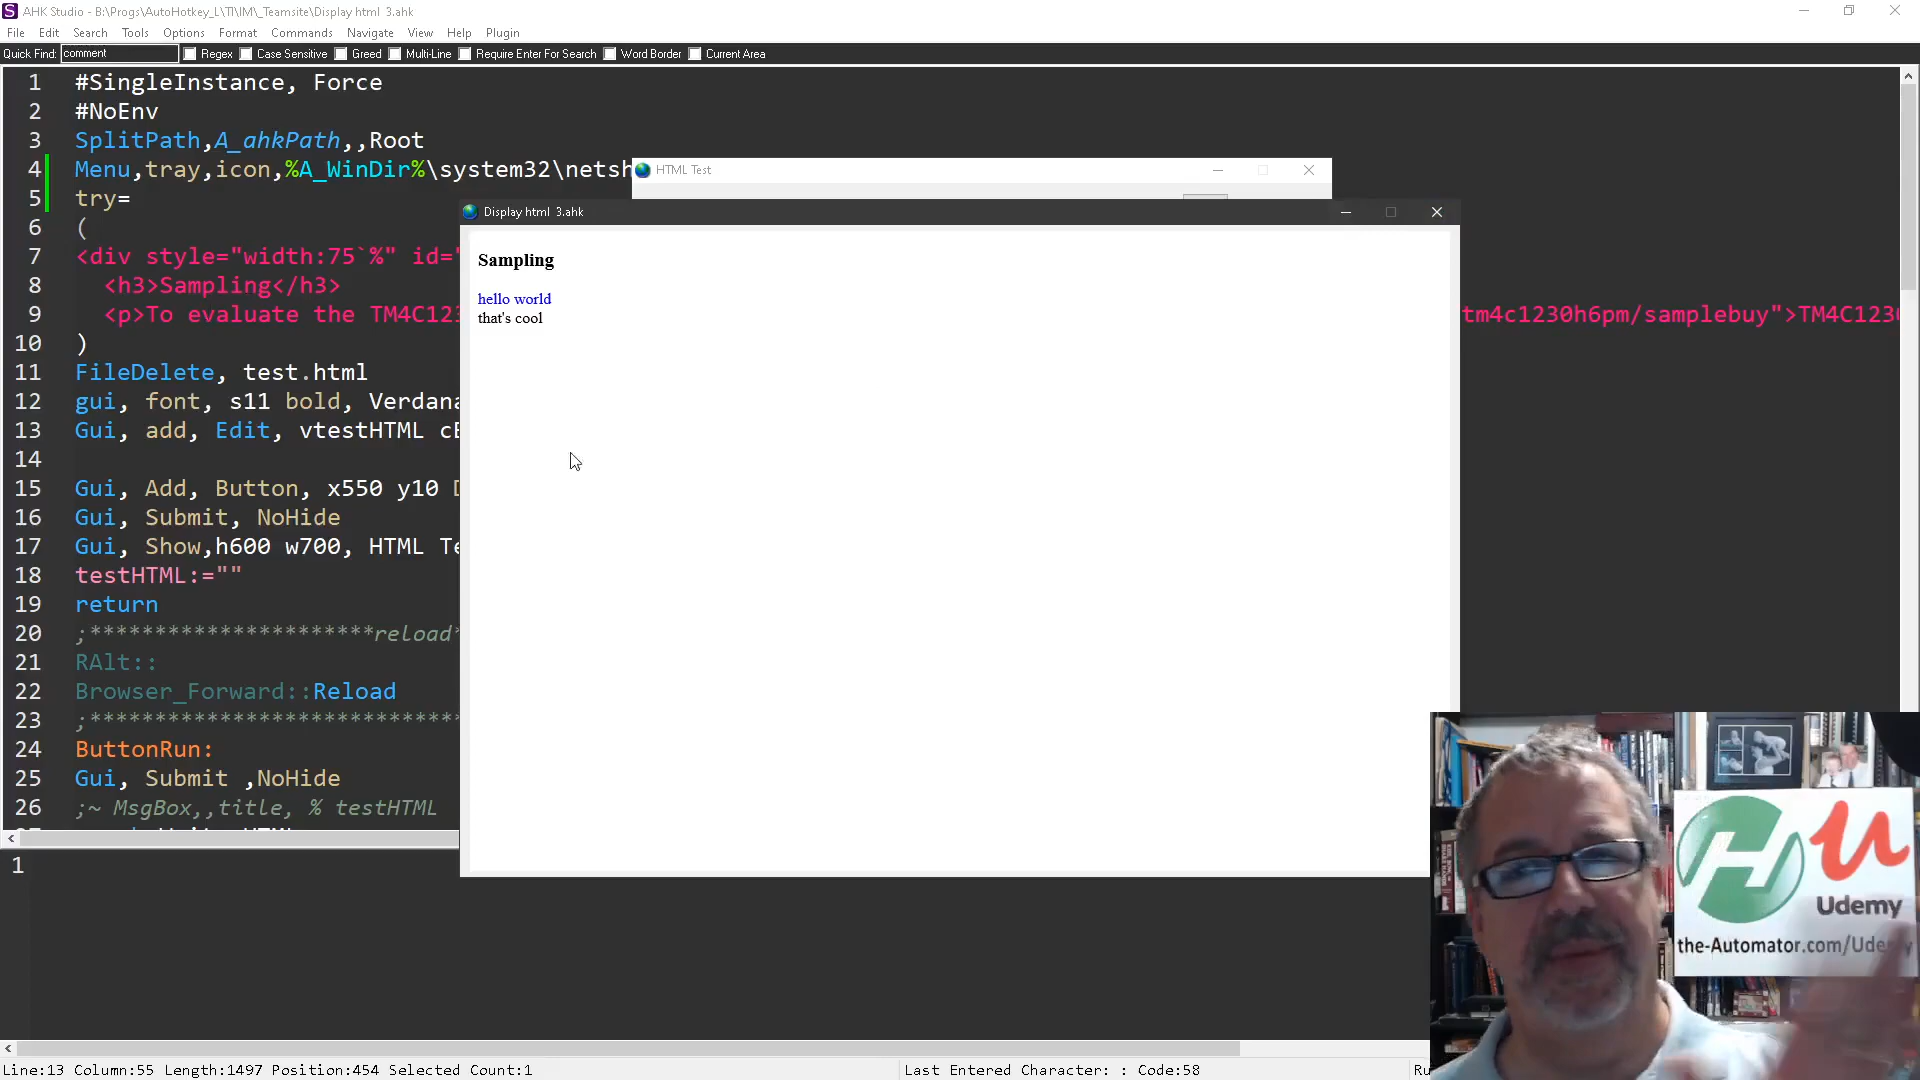 AHK Studio - B:\Progs\AutoHotkey_L\TI\IM\_Teamsite\Display html 3.ahk
File Edit Search Tools Options Format Commands Navigate View Help Plugin
Quick Find: comment Regex Case Sensitive Greed Multi-Line Require Enter For Search Word Border Current Area
1 #SingleInstance, Force
2 #NoEnv
3 SplitPath,A_ahkPath,,Root
4 Menu,tray,icon,%A_WinDir%\system32\netsh
5 try=
6 (
7 <div style="width:75`%" id="
8 <h3>Sampling</h3>
9 <p>To evaluate the TM4C123 tm4c1230h6pm/samplebuy">TM4C1230
10 )
11 FileDelete, test.html
12 gui, font, s11 bold, Verdana
13 Gui, add, Edit, vtestHTML cB
14
15 Gui, Add, Button, x550 y10 D
16 Gui, Submit, NoHide
17 Gui, Show,h600 w700, HTML Te
18 testHTML:=""
19 return
20 ;**********************reload*
21 RAlt::
22 Browser_Forward::Reload
23 ;*****************************
24 ButtonRun:
25 Gui, Submit ,NoHide
26 ;~ MsgBox,,title, % testHTML
HTML Test
Display html 3.ahk
Sampling
hello world
that's cool
1
Udemy
the-Automator.com/Ude
Line:13 Column:55 Length:1497 Position:454 Selected Count:1 Last Entered Character: : Code:58 Ru